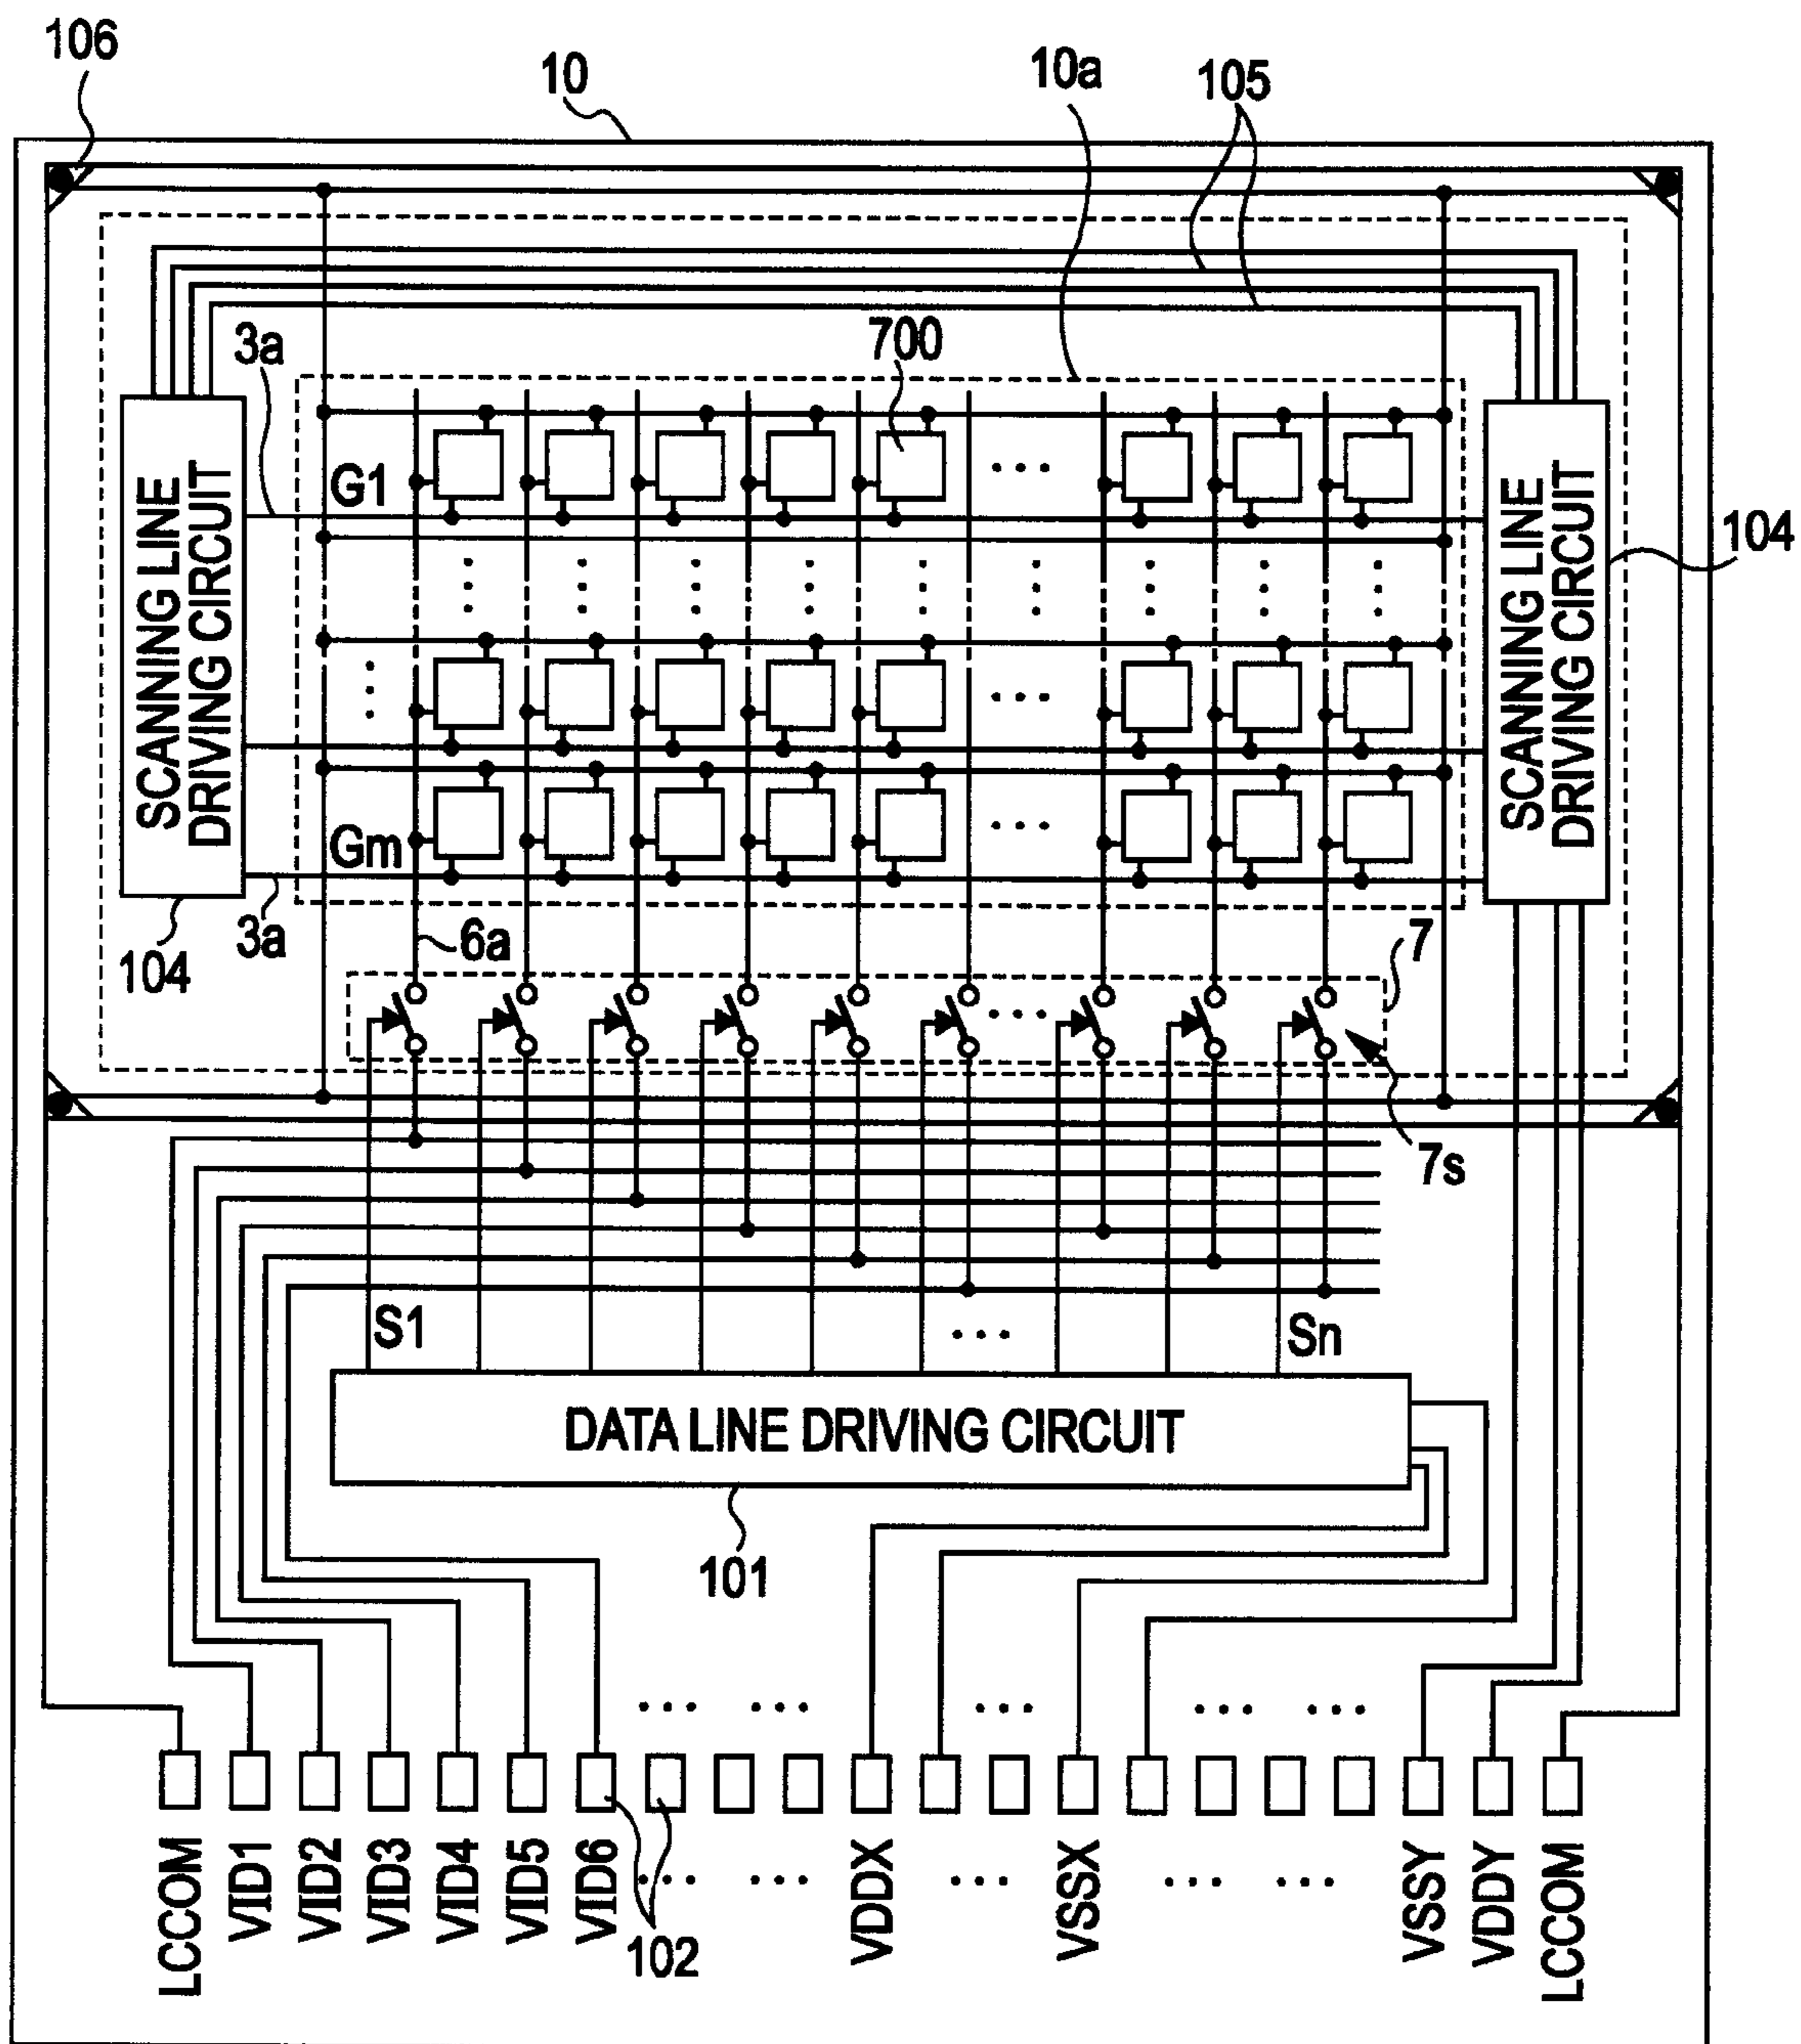 106
10
10a
105
3a
700
G1
SCANNING LINE
DRIVING CIRCUIT
SCANNING LINE
DRIVING CIRCUIT
104
Gm
3a
104
6a
7
7s
S1
...
Sn
DATA LINE DRIVING CIRCUIT
101
LCCOM
VID1
VID2
VID3
VID4
VID5
VID6
VDDX
VSSX
VSSY
VDDY
LCCOM
102